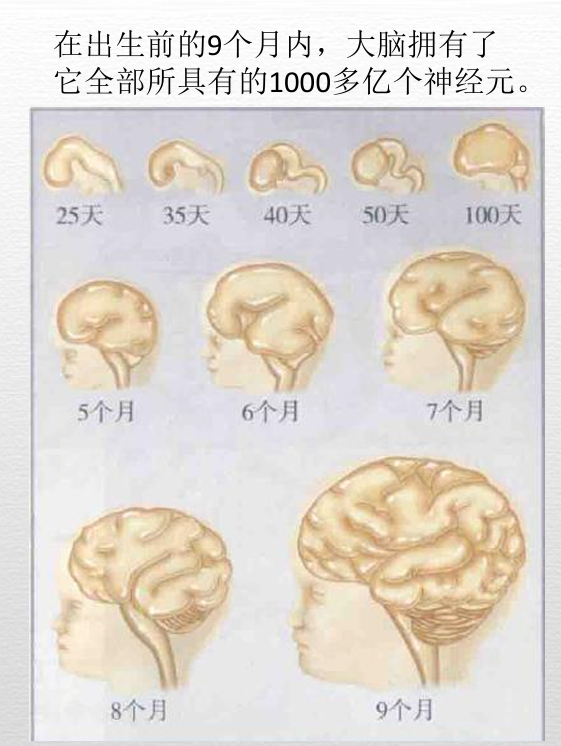 在出生前的9个月内，大脑拥有了
它全部所具有的1000多亿个神经元。
25天 35天 40天 50天 100天
5个月 6个月 7个月
8个月 9个月